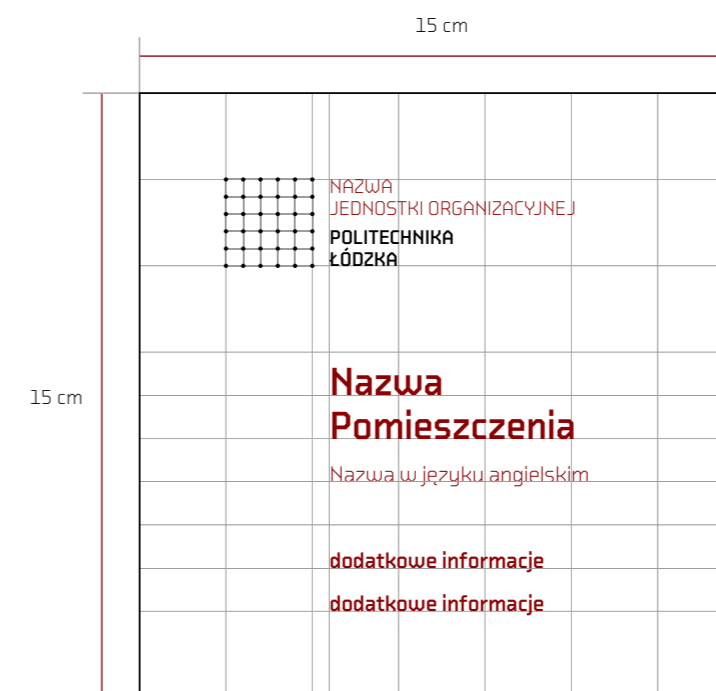 15 cm
NAZWA
JEDNOSTKI ORGANIZACYJNEJ
POLITECHNIKA
ŁÓDZKA
15 cm
Nazwa
Pomieszczenia
Nazwa w języku angielskim
dodatkowe informacje
dodatkowe informacje